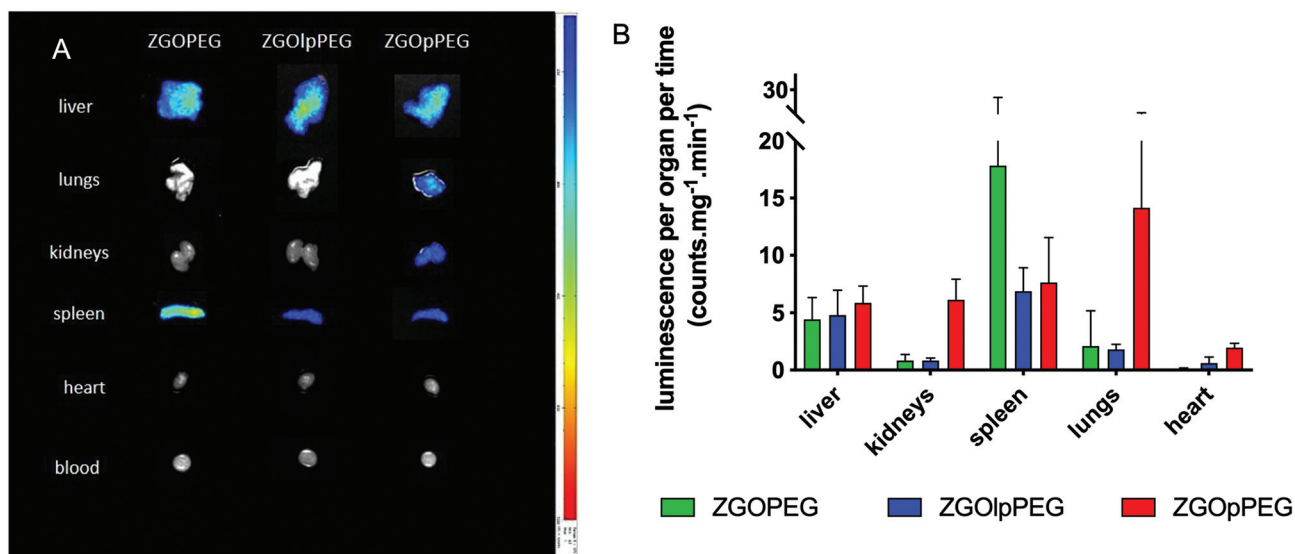 A
ZGOPEG ZGOlpPEG ZGOpPEG
liver
lungs
kidneys
spleen
heart
blood
B
luminescence per organ per time
(counts.mg⁻¹.min⁻¹)
30
20
15
10
5
0
liver kidneys spleen lungs heart
ZGOPEG ZGOlpPEG ZGOpPEG